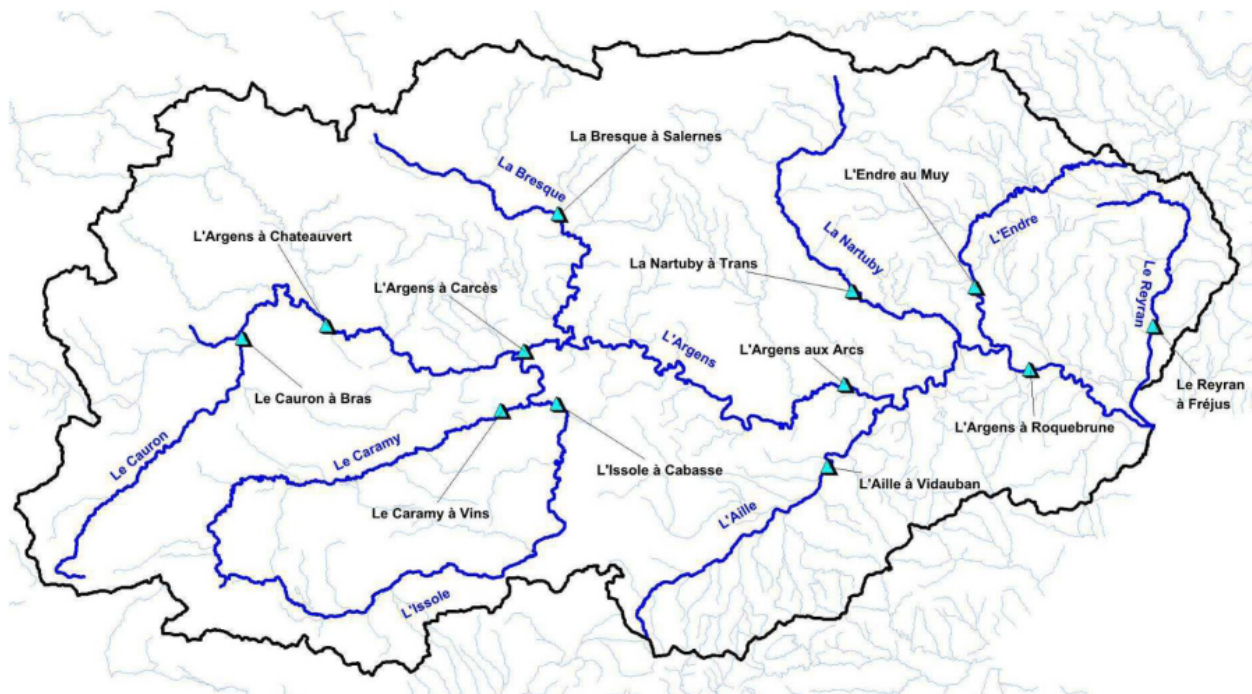 La Bresque à Salernes
La Bresque
L'Endre au Muy
L'Argens à Chateauvert
L'Endre
La Nartuby
La Nartuby à Trans
L'Argens à Carcès
Le Reyran
L'Argens
L'Argens aux Arcs
Le Cauron à Bras
Le Reyran
à Fréjus
L'Argens à Roquebrune
Le Cauron
Le Caramy
L'Issole à Cabasse
L'Aille à Vidauban
Le Caramy à Vins
L'Aille
L'Issole